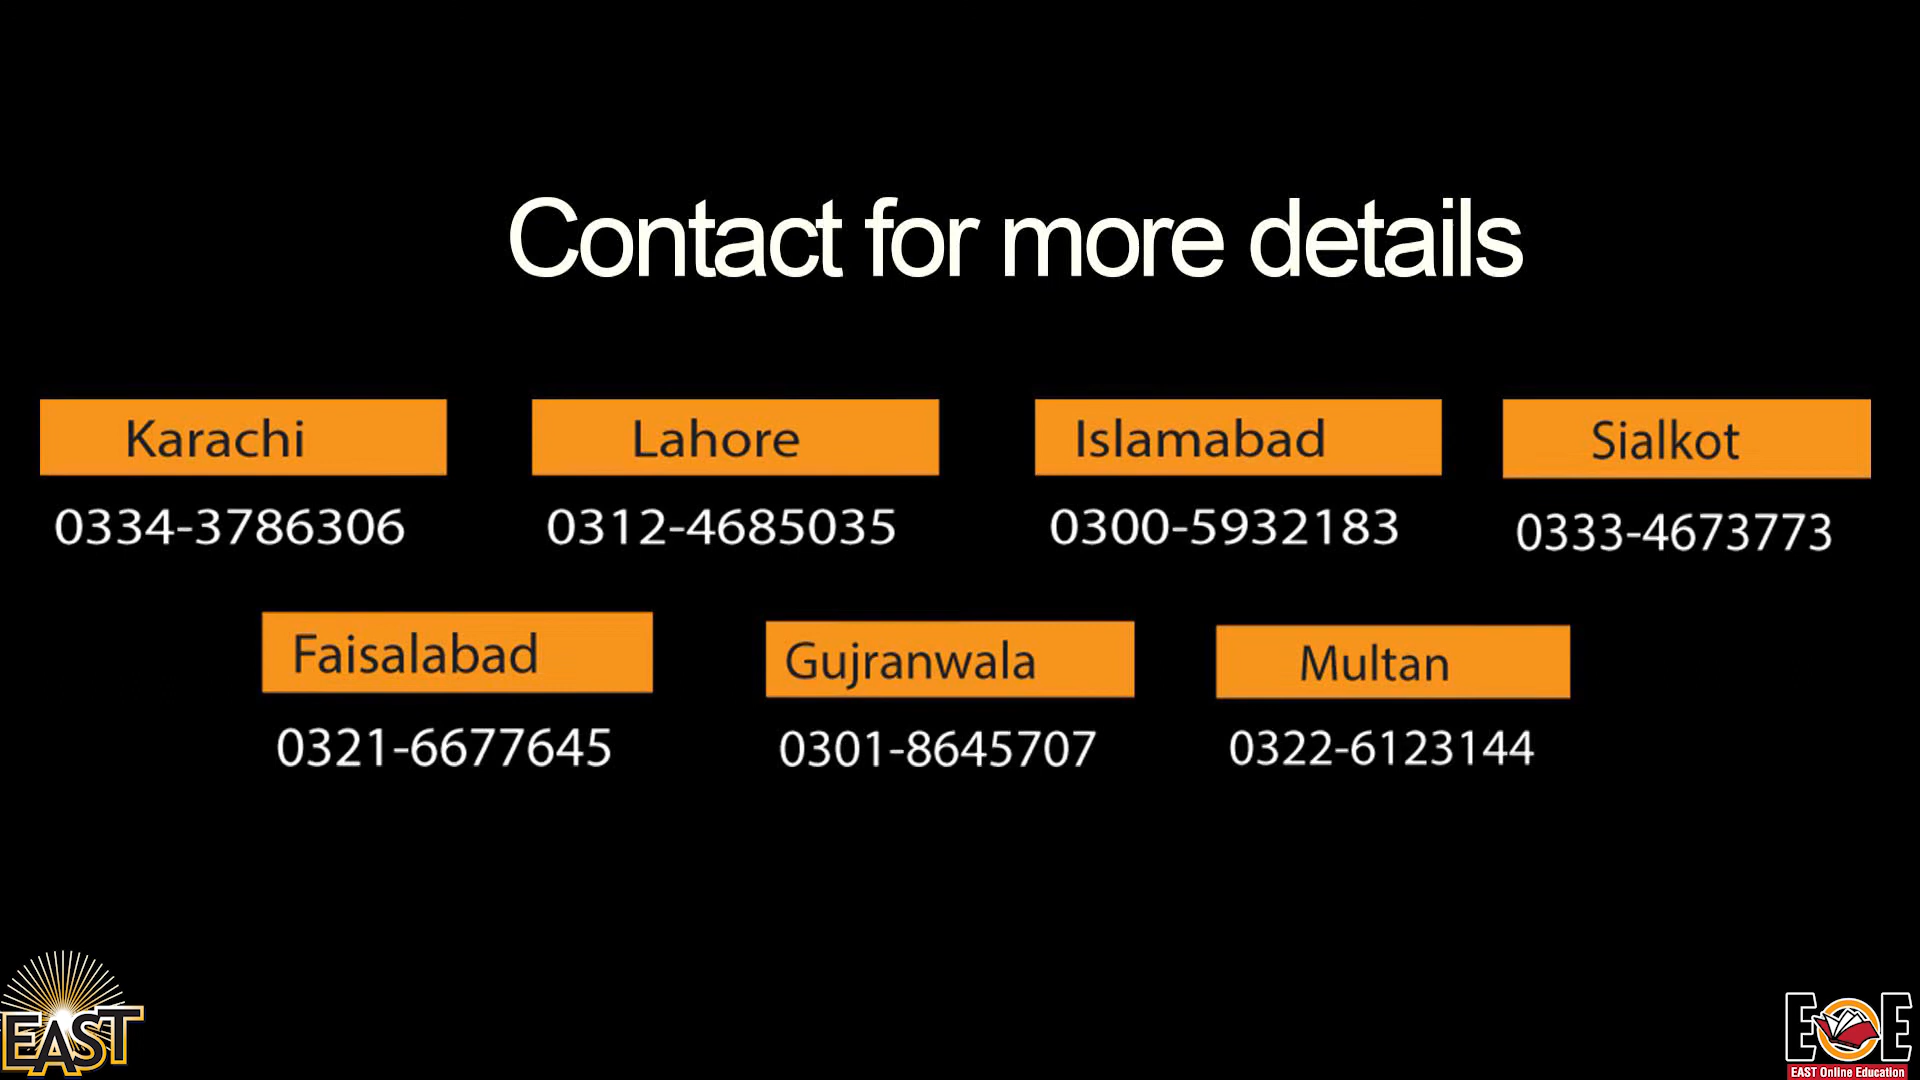 Contact for more details
Karachi Lahore Islamabad Sialkot
0334-3786306 0312-4685035 0300-5932183 0333-4673773
Faisalabad Gujranwala Multan
0321-6677645 0301-8645707 0322-6123144
EAST
EOE
EAST Online Education